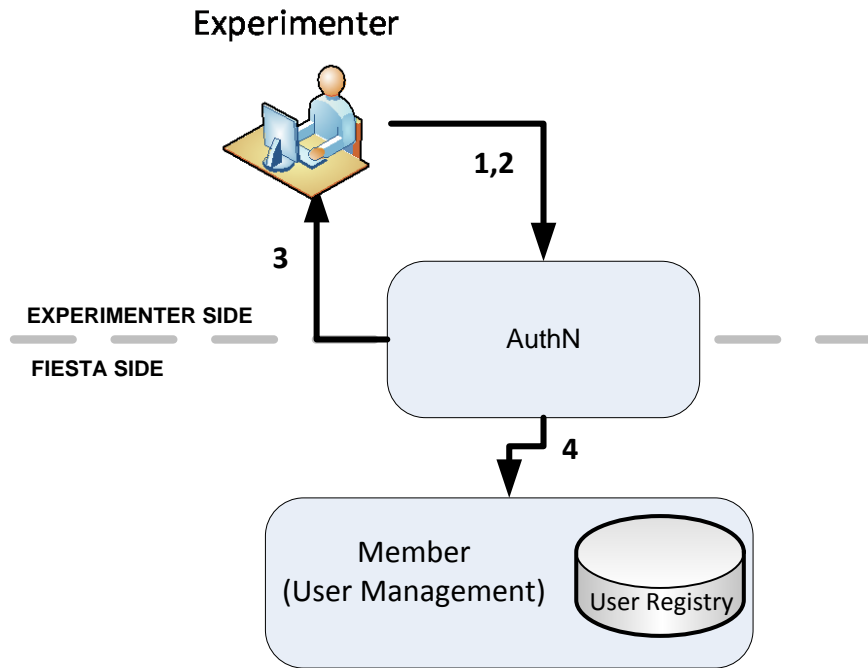 Experimenter
1,2
3
EXPERIMENTER SIDE
AuthN
FIESTA SIDE
4
Member
(User Management)
User Registry